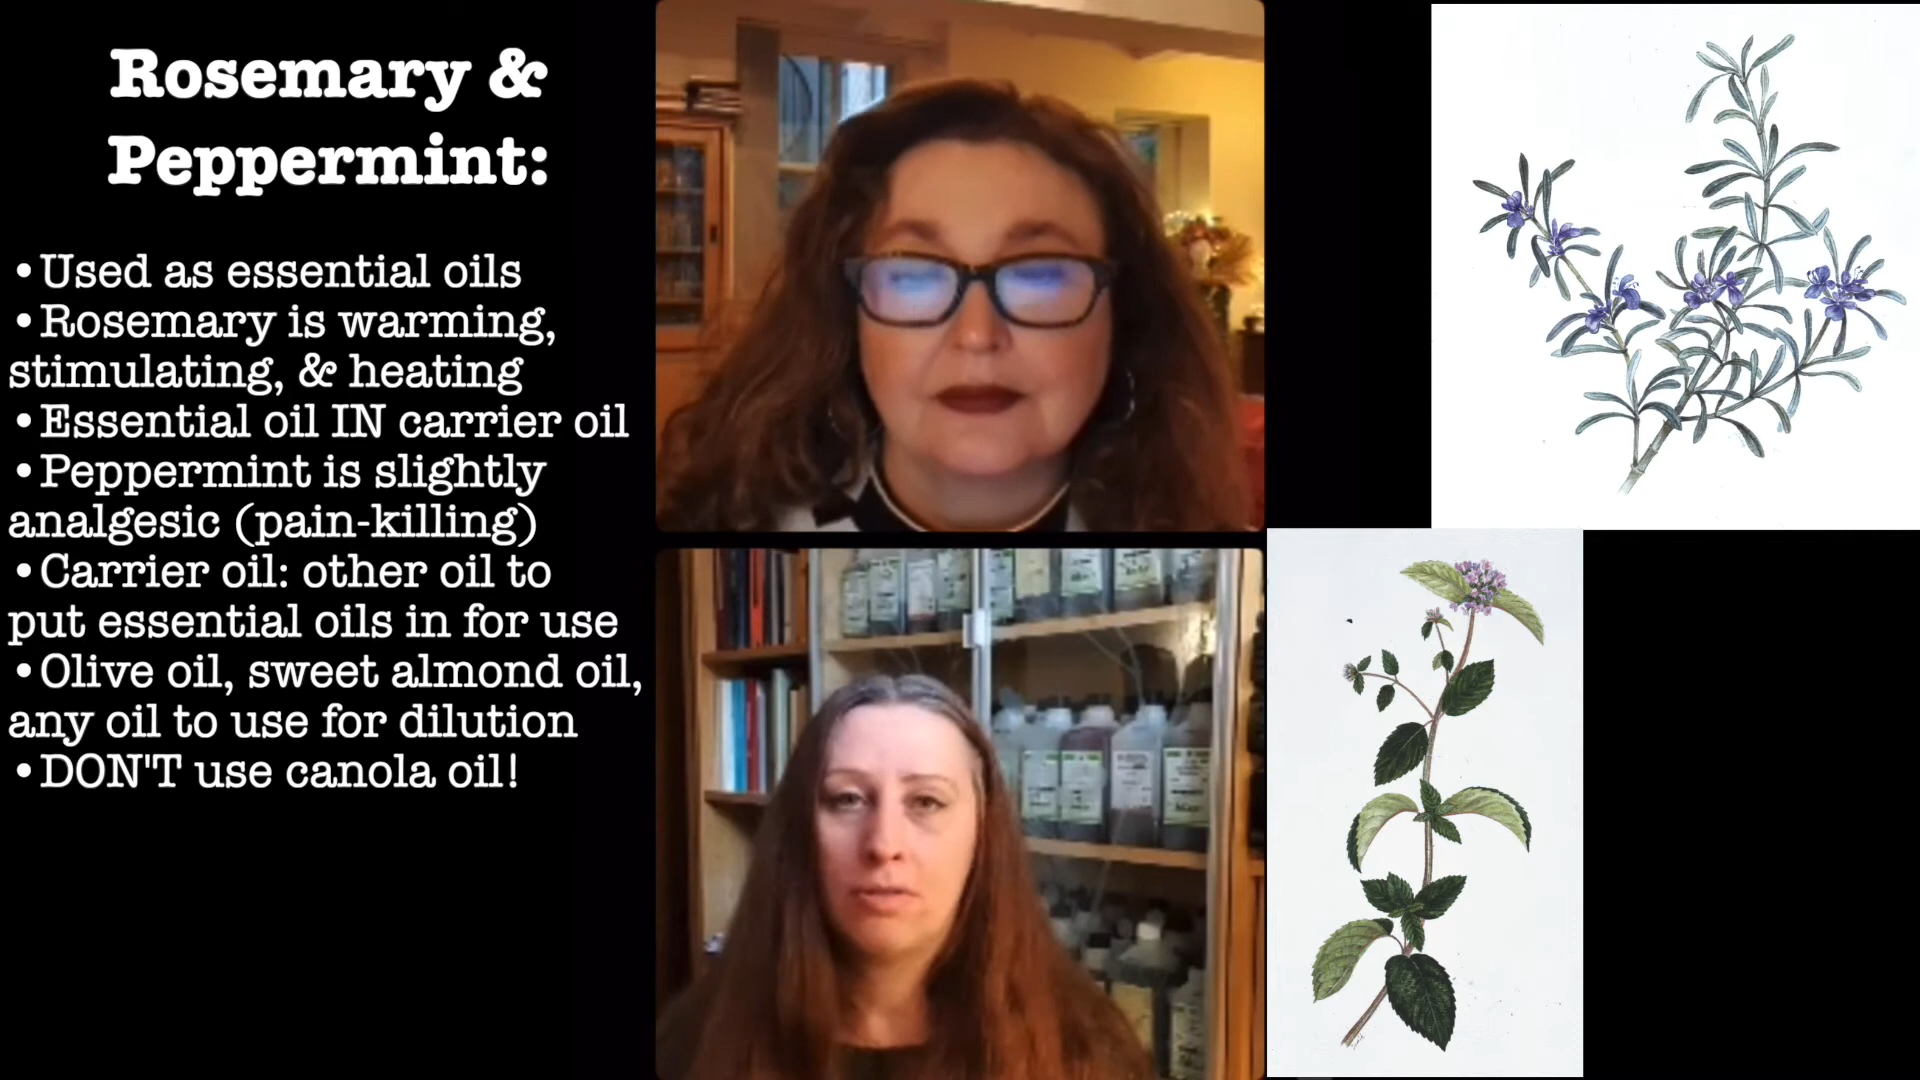 Rosemary &
Peppermint:
•Used as essential oils
•Rosemary is warming,
stimulating, & heating
•Essential oil IN carrier oil
•Peppermint is slightly
analgesic (pain-killing)
•Carrier oil: other oil to
put essential oils in for use
•Olive oil, sweet almond oil,
any oil to use for dilution
•DON'T use canola oil!